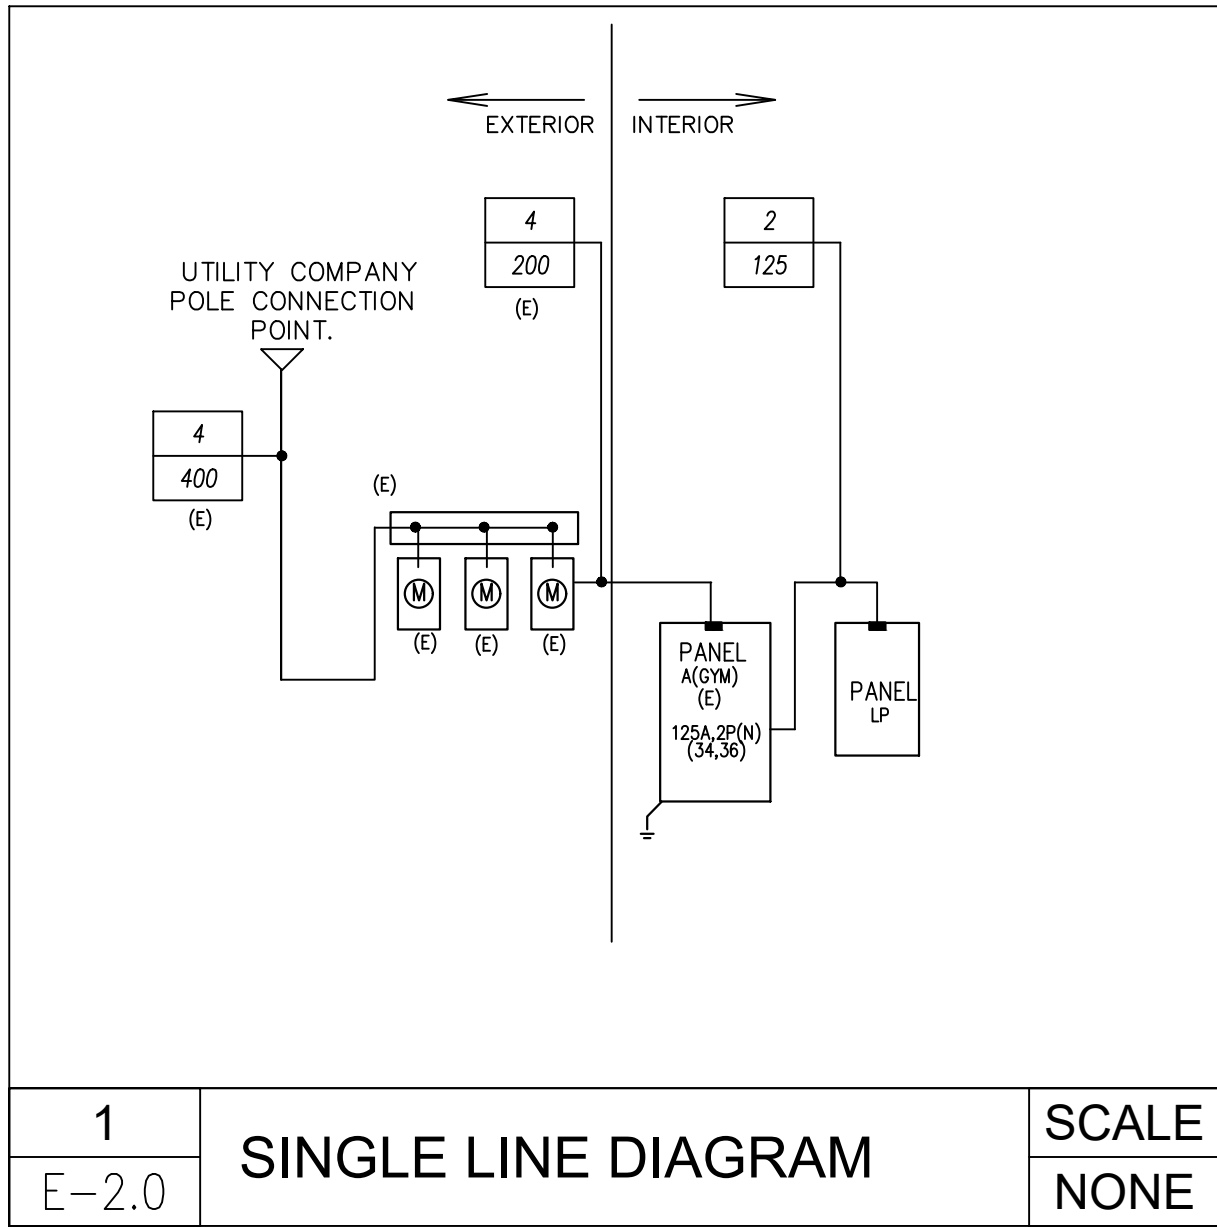 EXTERIOR INTERIOR
4
200
(E)
2
125
UTILITY COMPANY
POLE CONNECTION
POINT.
4
400
(E)
(E)
M M M
(E) (E) (E)
PANEL
A(GYM)
(E)
125A,2P(N)
(34,36)
PANEL
LP
1
E-2.0
SINGLE LINE DIAGRAM
SCALE
NONE